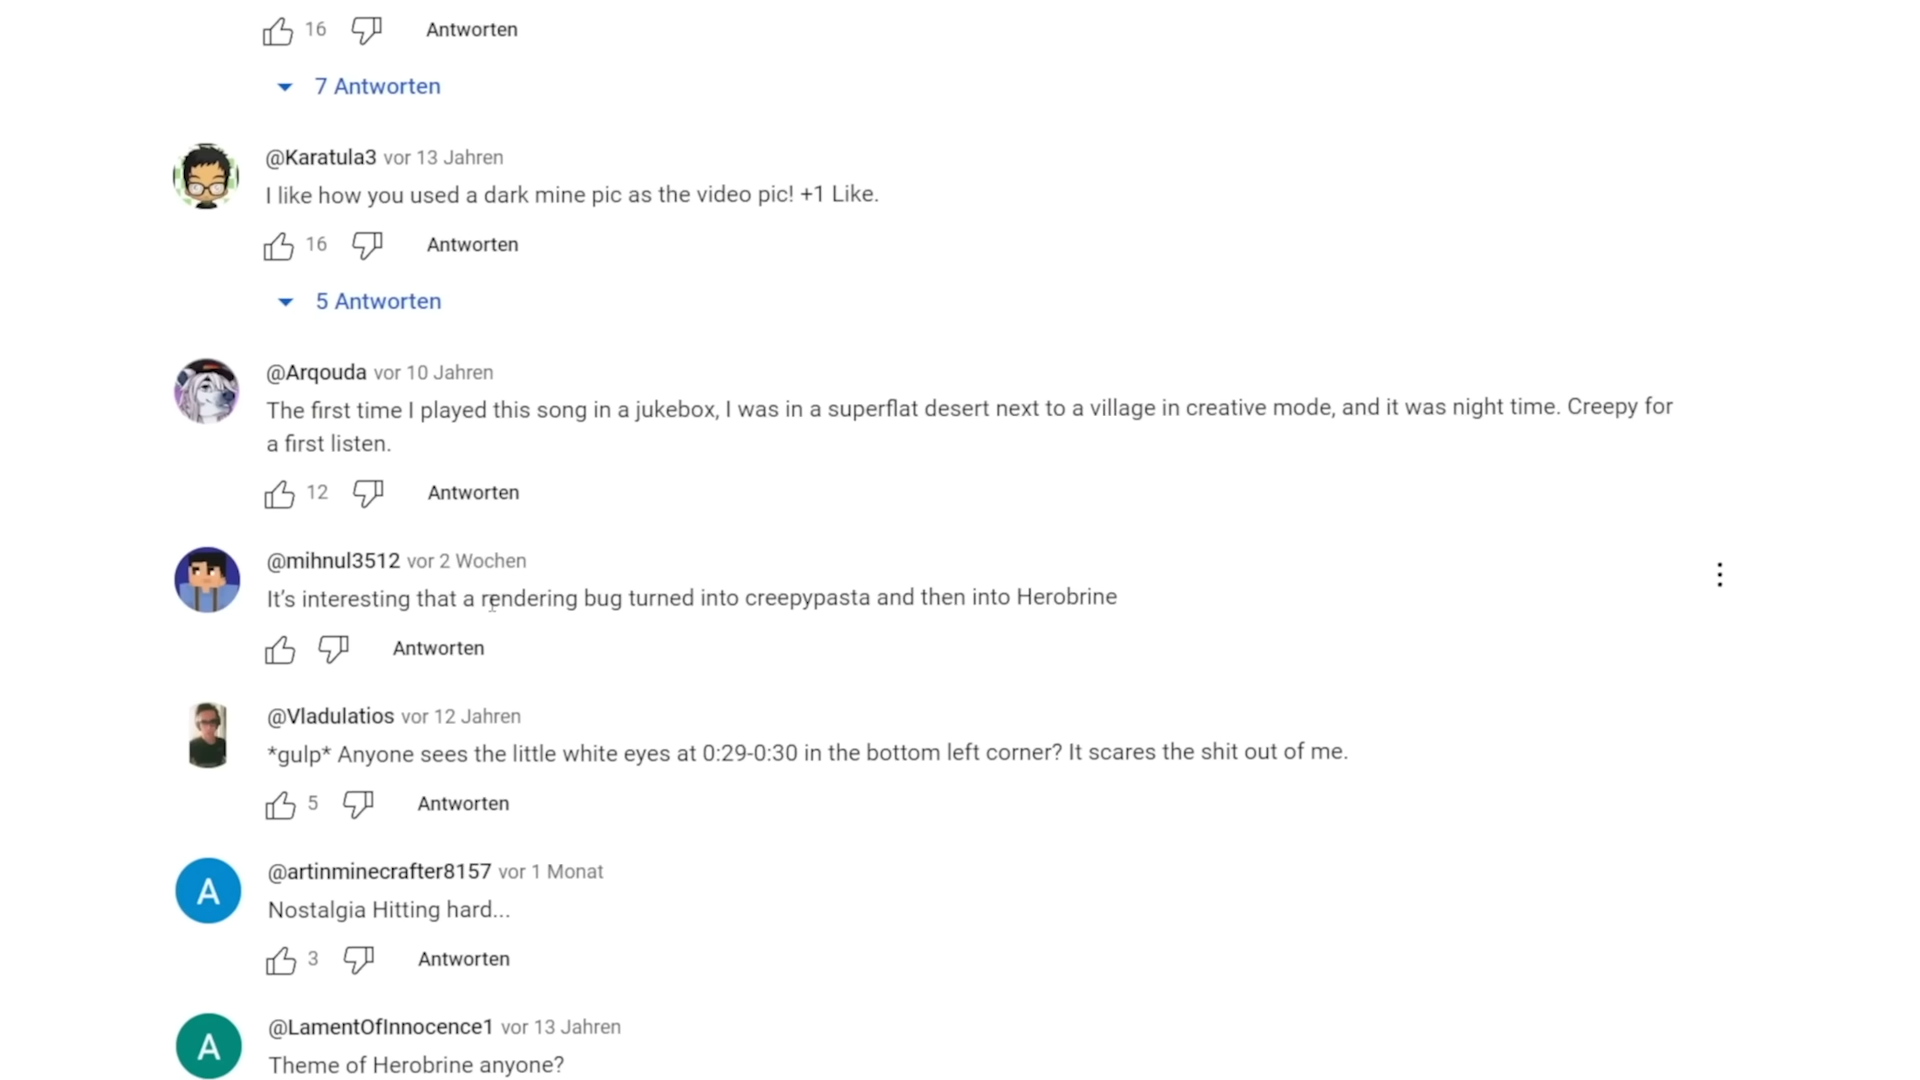 16 Antworten
7 Antworten
@Karatula3 vor 13 Jahren
I like how you used a dark mine pic as the video pic! +1 Like.
16 Antworten
5 Antworten
@Arqouda vor 10 Jahren
The first time I played this song in a jukebox, I was in a superflat desert next to a village in creative mode, and it was night time. Creepy for
a first listen.
12 Antworten
@mihnul3512 vor 2 Wochen
It's interesting that a rendering bug turned into creepypasta and then into Herobrine
Antworten
@Vladulatios vor 12 Jahren
*gulp* Anyone sees the little white eyes at 0:29-0:30 in the bottom left corner? It scares the shit out of me.
5 Antworten
A
@artinminecrafter8157 vor 1 Monat
Nostalgia Hitting hard...
3 Antworten
A
@LamentOfInnocence1 vor 13 Jahren
Theme of Herobrine anyone?